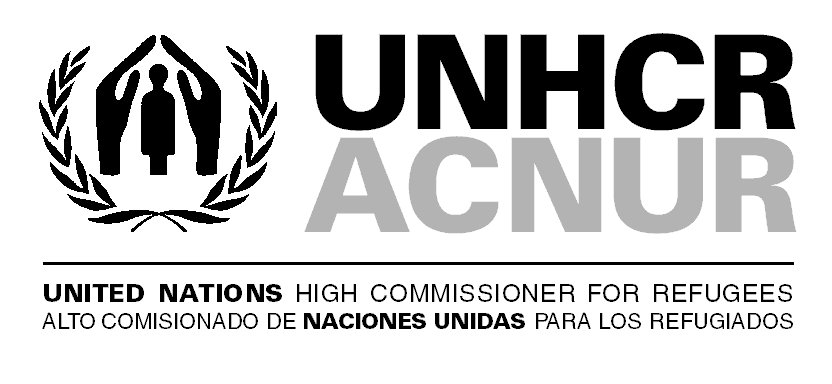 UNHCR
ACNUR
UNITED NATIONS HIGH COMMISSIONER FOR REFUGEES
ALTO COMISIONADO DE NACIONES UNIDAS PARA LOS REFUGIADOS